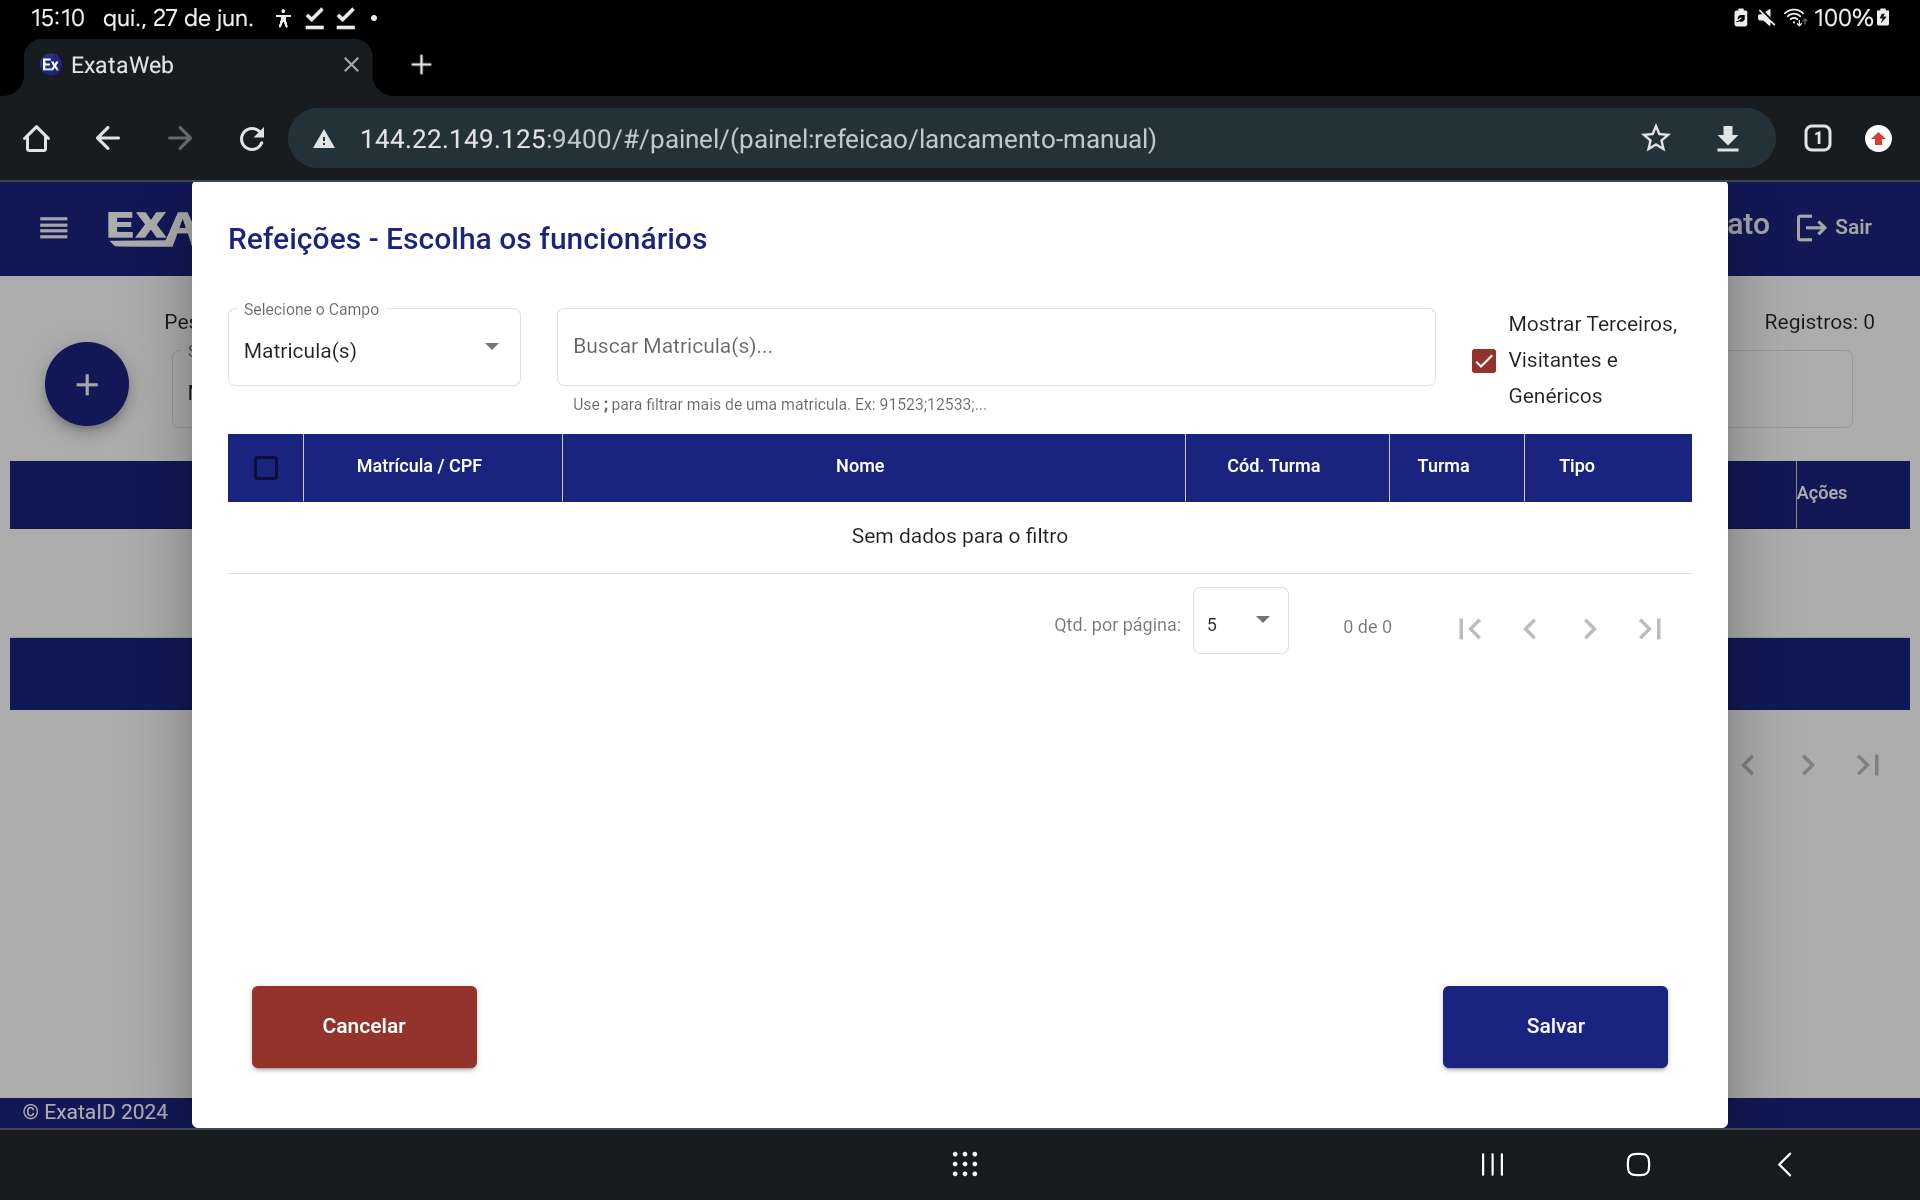 15:10 qui., 27 de jun. 100%
Ex ExataWeb
144.22.149.125:9400/#/painel/(painel:refeicao/lancamento-manual) 1
EXA ato Sair
Refeições - Escolha os funcionários
Selecione o Campo
Matricula(s)
Buscar Matricula(s)...
Use ; para filtrar mais de uma matricula. Ex: 91523;12533;...
Mostrar Terceiros,
Visitantes e
Genéricos
Registros: 0
Matrícula / CPF Nome Cód. Turma Turma Tipo
Ações
Sem dados para o filtro
Qtd. por página: 5 0 de 0
Cancelar Salvar
© ExataID 2024